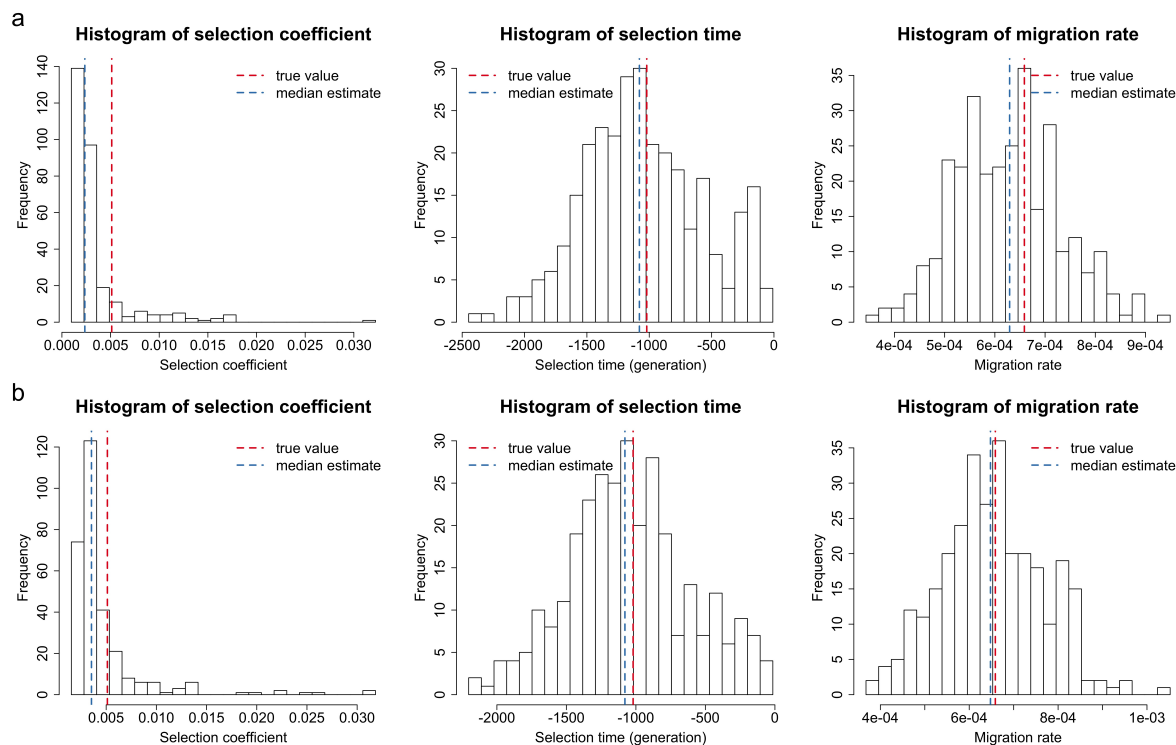 a
Histogram of selection coefficient
Histogram of selection time
Histogram of migration rate
true value
median estimate
true value
median estimate
true value
median estimate
Frequency
0 20 40 60 80 100 120 140
0.000 0.005 0.010 0.015 0.020 0.025 0.030
Selection coefficient
Frequency
0 5 10 15 20 25 30
-2500 -2000 -1500 -1000 -500 0
Selection time (generation)
Frequency
0 5 10 15 20 25 30 35
4e-04 5e-04 6e-04 7e-04 8e-04 9e-04
Migration rate
b
Histogram of selection coefficient
Histogram of selection time
Histogram of migration rate
true value
median estimate
true value
median estimate
true value
median estimate
Frequency
0 20 40 60 80 100 120
0.005 0.010 0.015 0.020 0.025 0.030
Selection coefficient
Frequency
0 5 10 15 20 25 30
-2000 -1500 -1000 -500 0
Selection time (generation)
Frequency
0 5 10 15 20 25 30 35
4e-04 6e-04 8e-04 1e-03
Migration rate